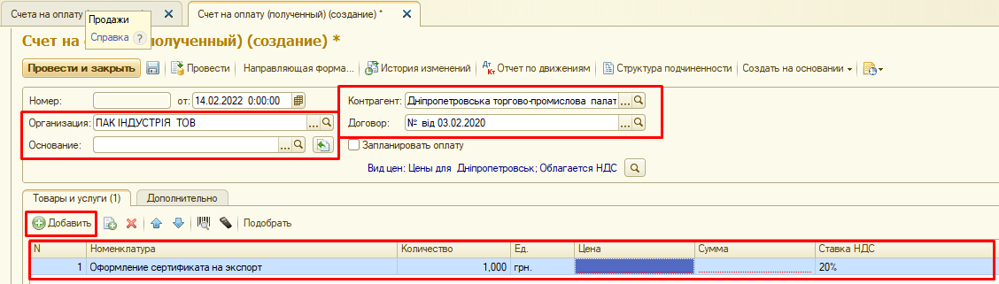 Счета на оплату (пол
Счет на оплату (полученный) (создание) *
Продажи
Справка ?
Счет на о полученный) (создание) *
Провести и закрыть Провести Направляющая форма... История изменений Дт Кт Отчет по движениям Структура подчиненности Создать на основании
Номер: от: 14.02.2022 0:00:00 Контрагент: Дніпропетровська торгово-промислова палат ...
Организация: ПАК ІНДУСТРІЯ ТОВ ... Договор: № від 03.02.2020 ...
Основание: ... Запланировать оплату
Вид цен: Цены для Дніпропетровськ; Облагается НДС
Товары и услуги (1) Дополнительно
Добавить Подобрать
N Номенклатура Количество Ед. Цена Сумма Ставка НДС
1 Оформление сертификата на экспорт 1,000 грн. 20%